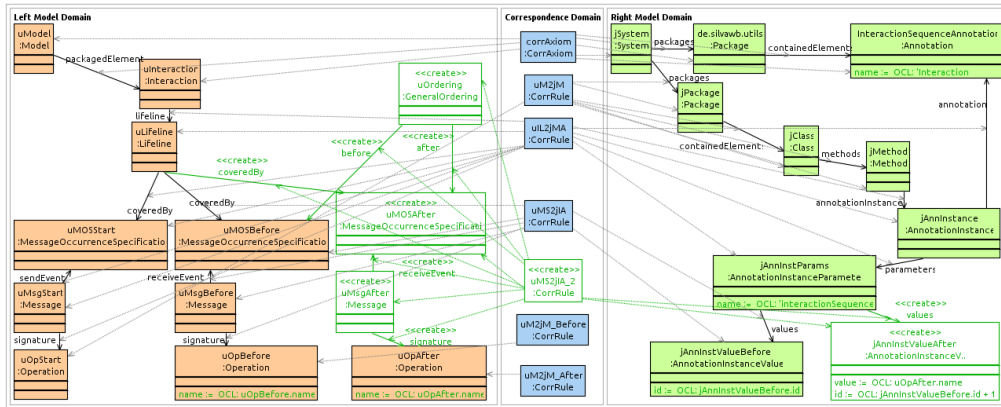 Left Model Domain
Correspondence Domain
Right Model Domain
uModel
:Model
packagedElement
uInteraction
:Interaction
lifeline
uLifeline
:Lifeline
<<create>>
uOrdering
:GeneralOrdering
<<create>>
before
<<create>>
after
<<create>>
coveredBy
coveredBy
coveredBy
uMOSStart
:MessageOccurrenceSpecificatio
uMOSBefore
:MessageOccurrenceSpecificatio
<<create>>
uMOSAfter
:MessageOccurrenceSpecification
sendEvent
receiveEvent
<<create>>
receiveEvent
uMsgStart
:Message
uMsgBefore
:Message
<<create>>
uMsgAfter
:Message
signature
signature
<<create>>
signature
uOpStart
:Operation
uOpBefore
:Operation
name := OCL: uOpBefore.name
uOpAfter
:Operation
name := OCL: uOpAfter.name
corrAxiom
:CorrAxiom
uM2jM
:CorrRule
uIL2jMA
:CorrRule
uMS2jIA
:CorrRule
<<create>>
uMS2jIA_2
:CorrRule
uM2jM_Before
:CorrRule
uM2jM_After
:CorrRule
jSystem
:System
packages
de.silvawb.utils
:Package
containedElement:
InteractionSequenceAnnotation
:Annotation
name := OCL: 'Interaction
packages
jPackage
:Package
annotation
containedElement:
jClass
:Class
methods
jMethod
:Method
annotationInstance
jAnnInstance
:AnnotationInstance
parameters
jAnnInstParams
:AnnotationInstanceParamete
name := OCL: 'interactionSequence
values
<<create>>
values
jAnnInstValueBefore
:AnnotationInstanceValue
id := OCL: jAnnInstValueBefore.id
<<create>>
jAnnInstValueAfter
:AnnotationInstanceV..
value := OCL: uOpAfter.name
id := OCL: jAnnInstValueBefore.id + 1